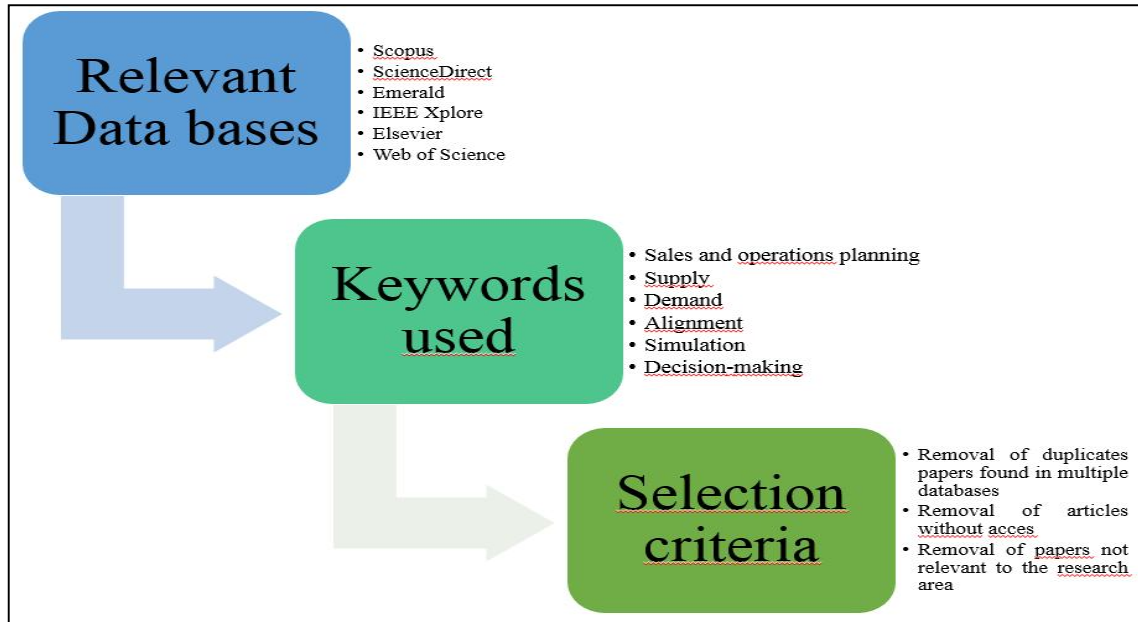 Relevant
Data bases
• Scopus
• ScienceDirect
• Emerald
• IEEE Xplore
• Elsevier
• Web of Science
Keywords
used
• Sales and operations planning
• Supply
• Demand
• Alignment
• Simulation
• Decision-making
Selection
criteria
• Removal of duplicates
papers found in multiple
databases
• Removal of articles
without acces
• Removal of papers not
relevant to the research
area